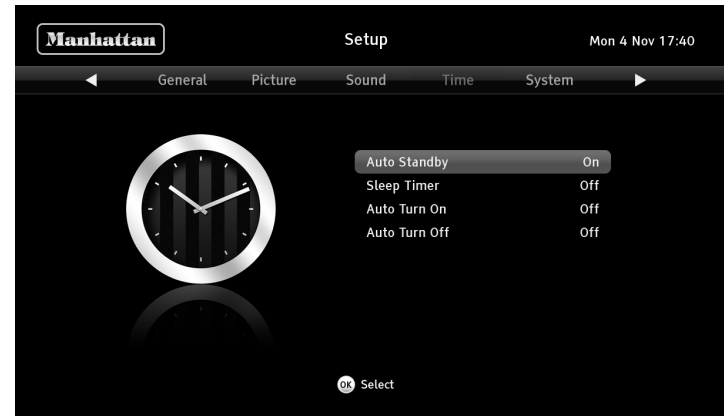 Manhattan Setup Mon 4 Nov 17:40
General Picture Sound Time System
Auto Standby On
Sleep Timer Off
Auto Turn On Off
Auto Turn Off Off
OK Select